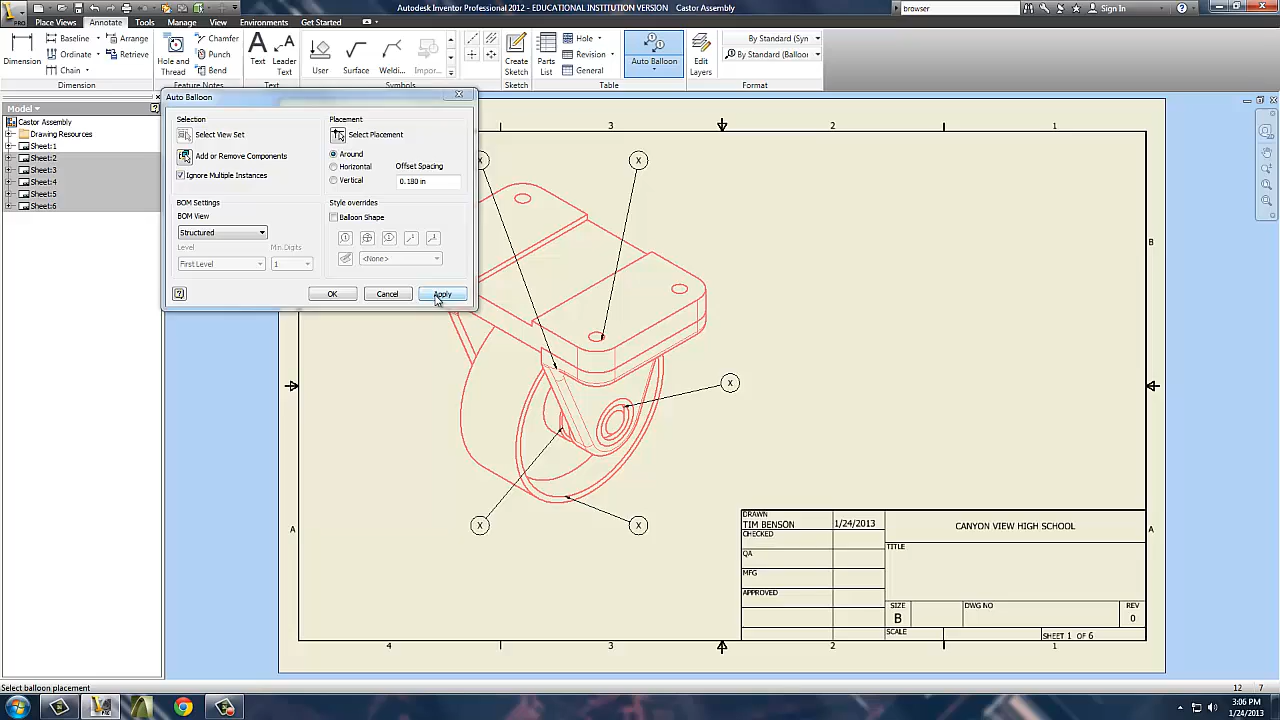 Autodesk Inventor Professional 2012 - EDUCATIONAL INSTITUTION VERSION Castor Assembly
browser
Sign In
PRO
Place Views
Annotate
Tools
Manage
View
Environments
Get Started
Dimension
Baseline
Ordinate
Chain
Arrange
Retrieve
Dimension
Hole and
Thread
Chamfer
Punch
Bend
Feature Notes
Text
Leader
Text
Text
User
Surface
Weldi...
Impor...
Symbols
Create
Sketch
Sketch
Parts
List
Hole
Revision
General
Auto Balloon
Table
Edit
Layers
By Standard (Syn
By Standard (Balloon
Format
Model
Castor Assembly
Drawing Resources
Sheet:1
Sheet:2
Sheet:3
Sheet:4
Sheet:5
Sheet:6
Auto Balloon
Selection
Select View Set
Add or Remove Components
Ignore Multiple Instances
BOM Settings
BOM View
Structured
Level
Min.Digits
First Level
1
Placement
Select Placement
Around
Horizontal
Vertical
Offset Spacing
0.180 in
Style overrides
Balloon Shape
<None>
OK
Cancel
Apply
3
2
1
X
X
X
X
X
B
A
A
DRAWN
TIM BENSON
1/24/2013
CHECKED
QA
MFG
APPROVED
CANYON VIEW HIGH SCHOOL
TITLE
SIZE
B
DWG NO
REV
0
SCALE
SHEET 1 OF 6
4
3
2
1
Select balloon placement
12
7
3:06 PM
1/24/2013